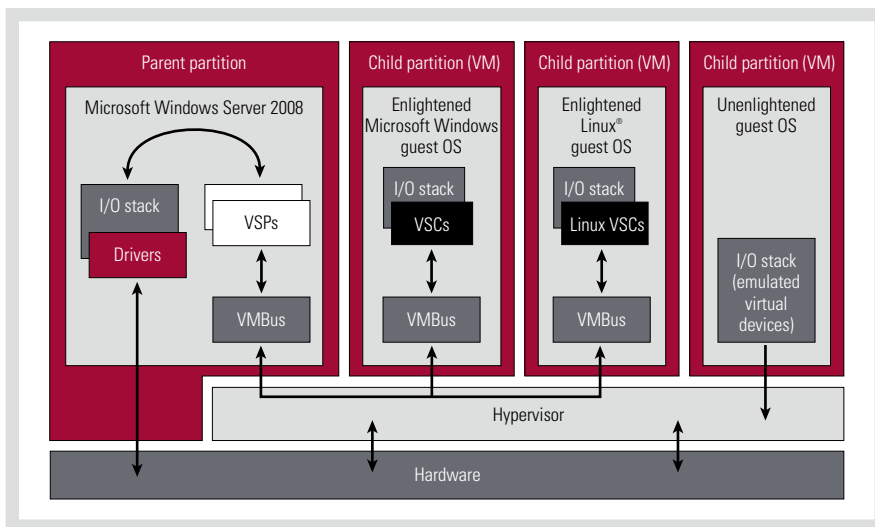 Parent partition
Microsoft Windows Server 2008
I/O stack
Drivers
VSPs
VMBus
Child partition (VM)
Enlightened
Microsoft Windows
guest OS
I/O stack
VSCs
VMBus
Child partition (VM)
Enlightened
Linux®
guest OS
I/O stack
Linux VSCs
VMBus
Child partition (VM)
Unenlightened
guest OS
I/O stack
(emulated
virtual
devices)
Hypervisor
Hardware